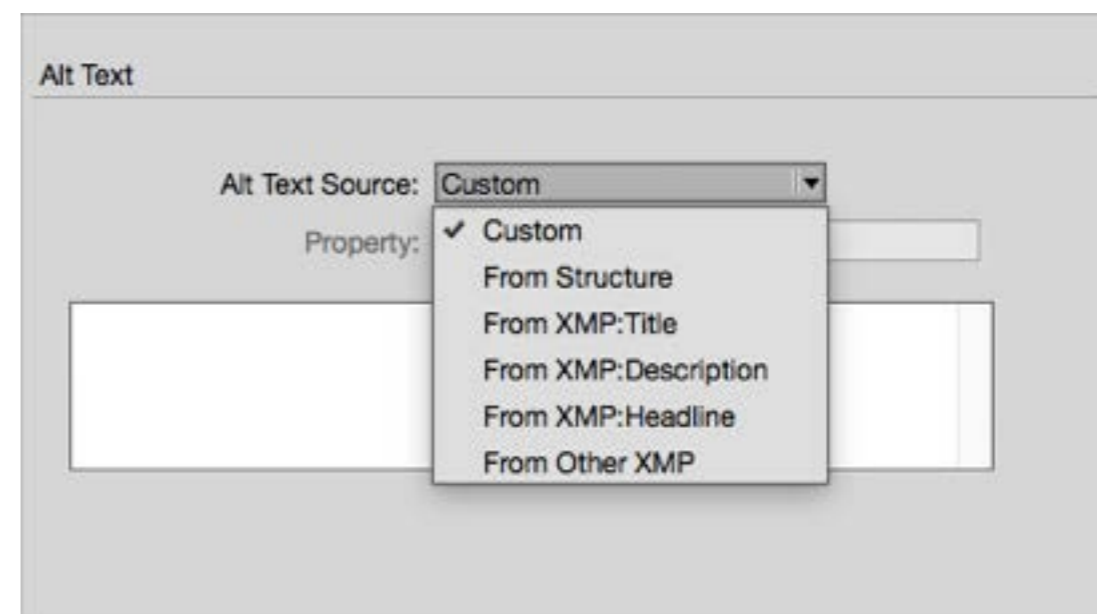 Alt Text
Alt Text Source: Custom
Property:
Custom
From Structure
From XMP:Title
From XMP:Description
From XMP:Headline
From Other XMP